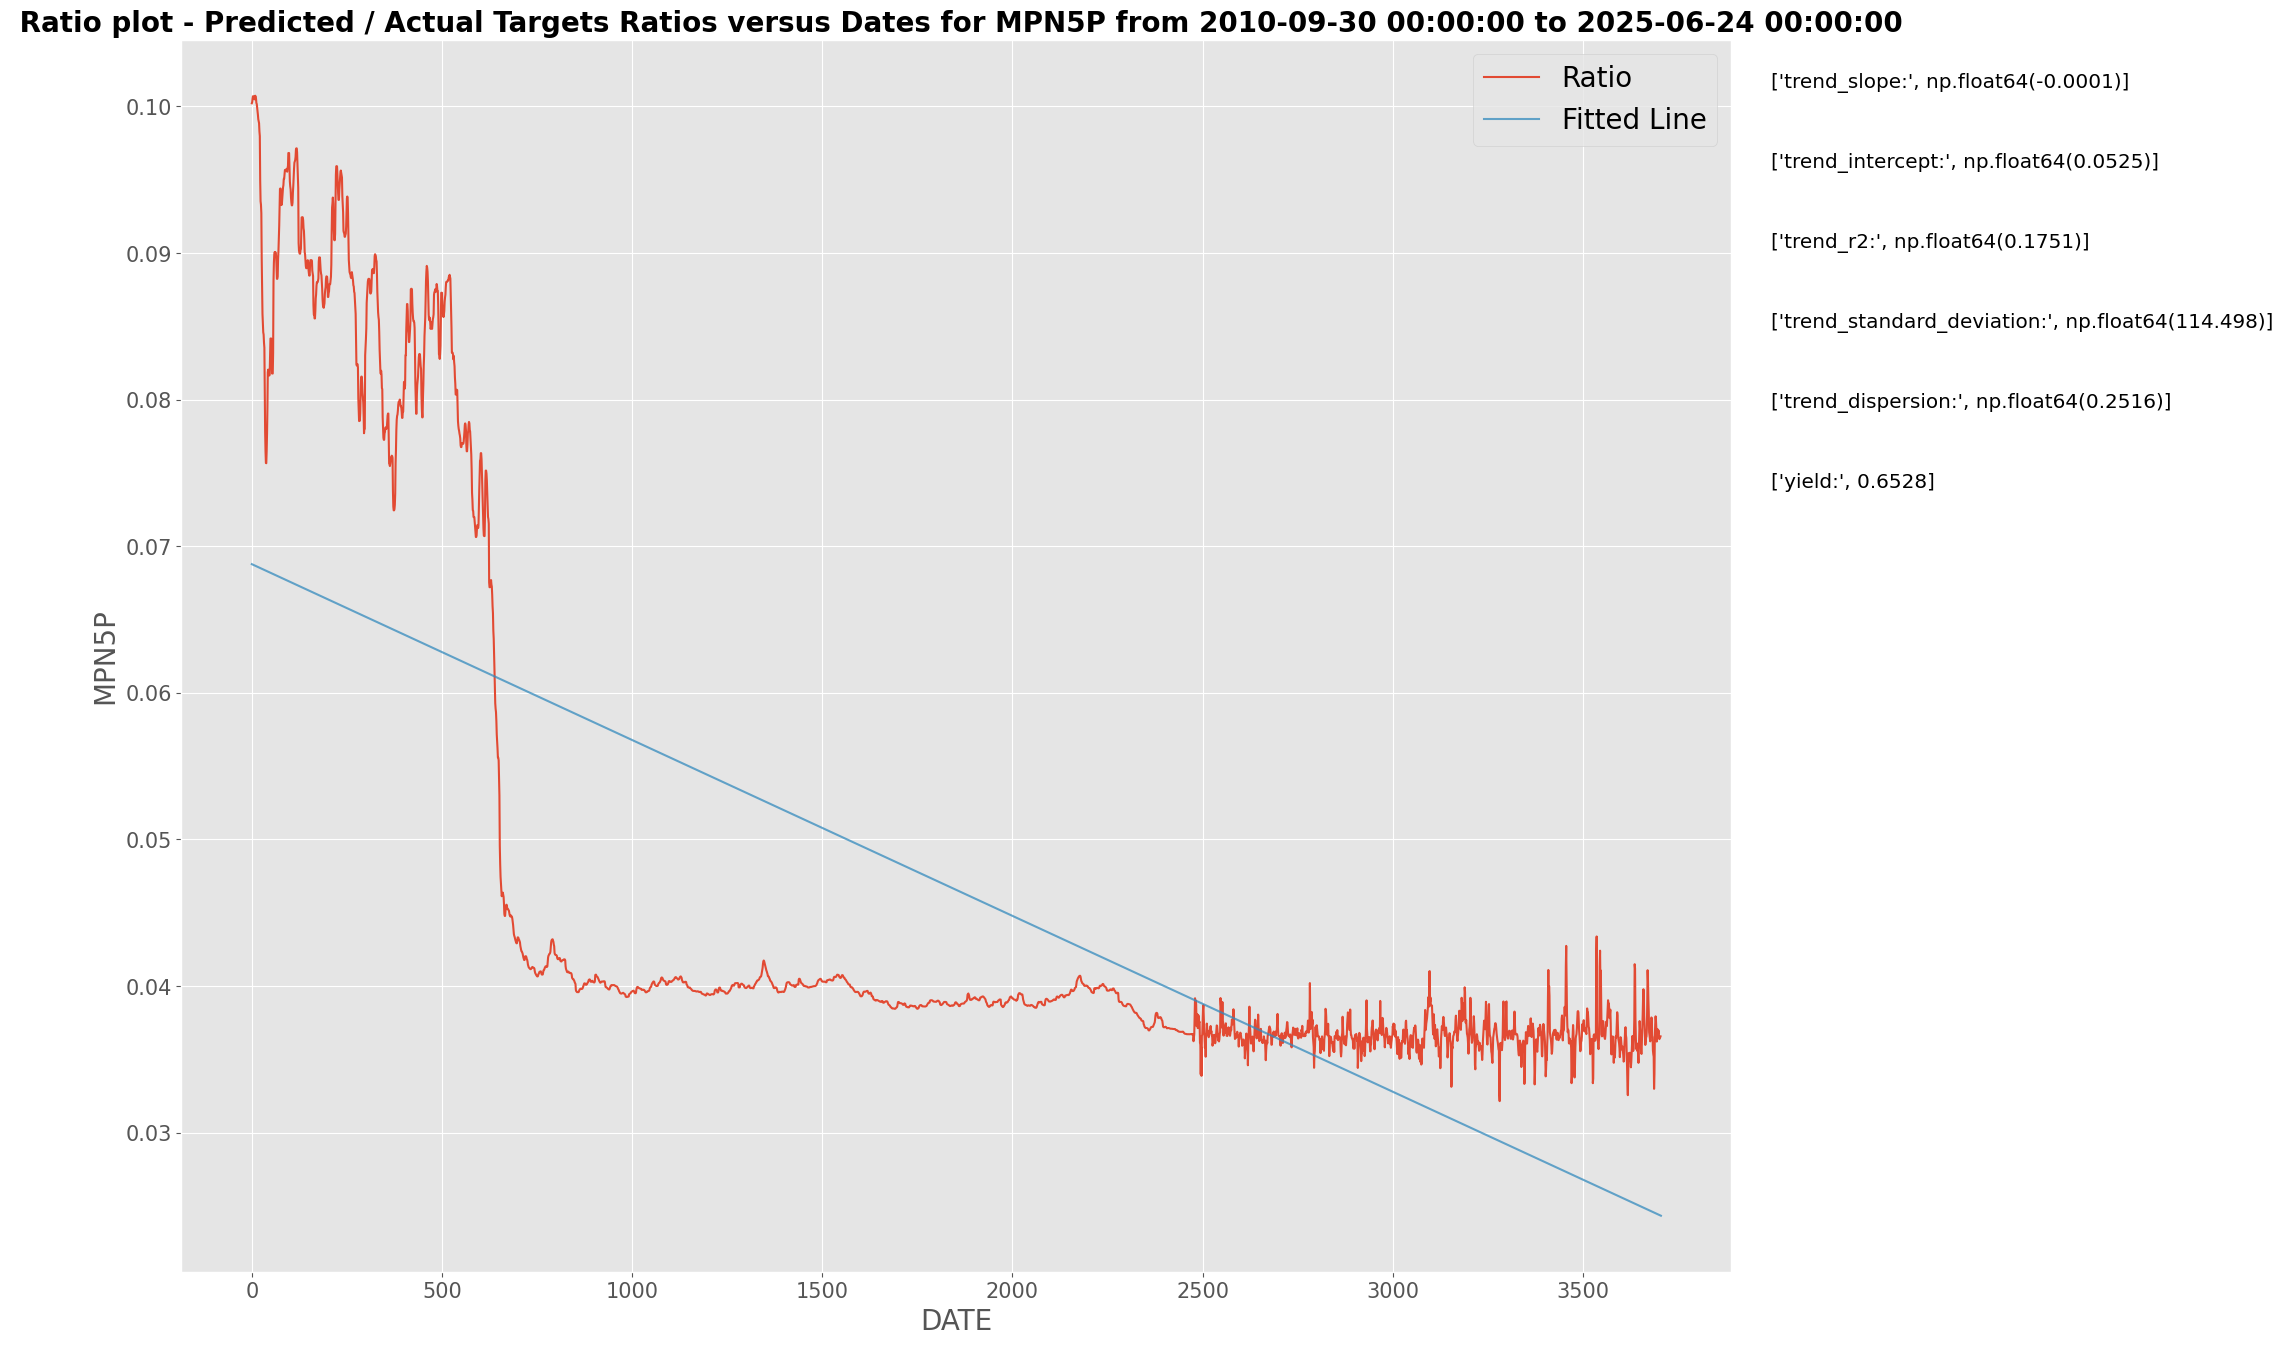 Ratio plot - Predicted / Actual Targets Ratios versus Dates for MPN5P from 2010-09-30 00:00:00 to 2025-06-24 00:00:00
Ratio
Fitted Line
['trend_slope:', np.float64(-0.0001)]
['trend_intercept:', np.float64(0.0525)]
['trend_r2:', np.float64(0.1751)]
['trend_standard_deviation:', np.float64(114.498)]
['trend_dispersion:', np.float64(0.2516)]
['yield:', 0.6528]
MPN5P
0.10
0.09
0.08
0.07
0.06
0.05
0.04
0.03
0 500 1000 1500 2000 2500 3000 3500
DATE